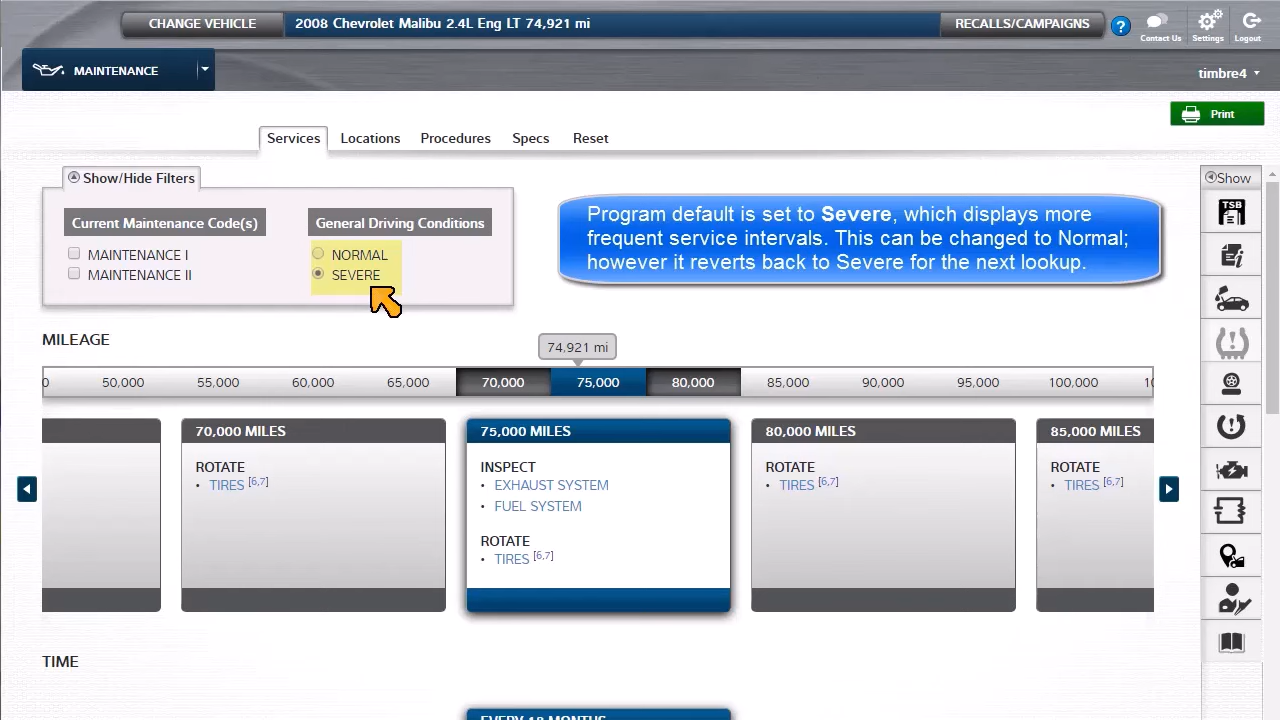 CHANGE VEHICLE
2008 Chevrolet Malibu 2.4L Eng LT 74,921 mi
RECALLS/CAMPAIGNS
?
Contact Us
Settings
Logout
MAINTENANCE
timbre4
Print
Services
Locations
Procedures
Specs
Reset
Show/Hide Filters
Show
Current Maintenance Code(s)
General Driving Conditions
MAINTENANCE I
MAINTENANCE II
NORMAL
SEVERE
Program default is set to Severe, which displays more
frequent service intervals. This can be changed to Normal;
however it reverts back to Severe for the next lookup.
TSB
MILEAGE
74,921 mi
0
50,000
55,000
60,000
65,000
70,000
75,000
80,000
85,000
90,000
95,000
100,000
10
70,000 MILES
ROTATE
• TIRES [6,7]
75,000 MILES
INSPECT
• EXHAUST SYSTEM
• FUEL SYSTEM
ROTATE
• TIRES [6,7]
80,000 MILES
ROTATE
• TIRES [6,7]
85,000 MILES
ROTATE
• TIRES [6,7]
TIME
EVERY 18 MONTHS